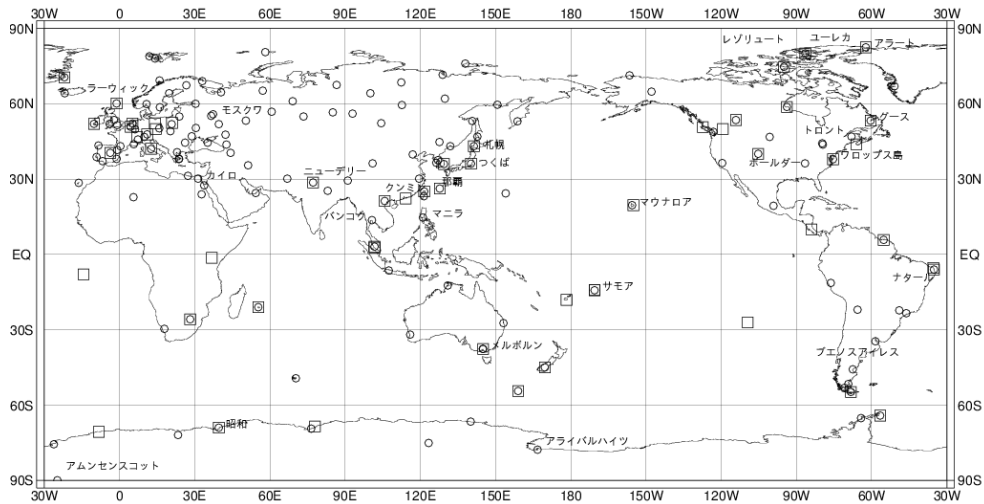 30W 0 30E 60E 90E 120E 150E 180 150W 120W 90W 60W 30W
90N 90N
レゾリュート ユーレカ アラート
ラーウィック
60N 60N
モスクワ グース
トロント
札幌
つくば ボールダー ワロップス島
カイロ ニューデリー
30N クンミン 那覇 30N
マウナロア
バンコク マニラ
EQ EQ
ナタール
サモア
30S 30S
メルボルン ブエノスアイレス
60S 60S
昭和
アライバルハイツ
アムンゼンスコット
90S 90S
30W 0 30E 60E 90E 120E 150E 180 150W 120W 90W 60W 30W